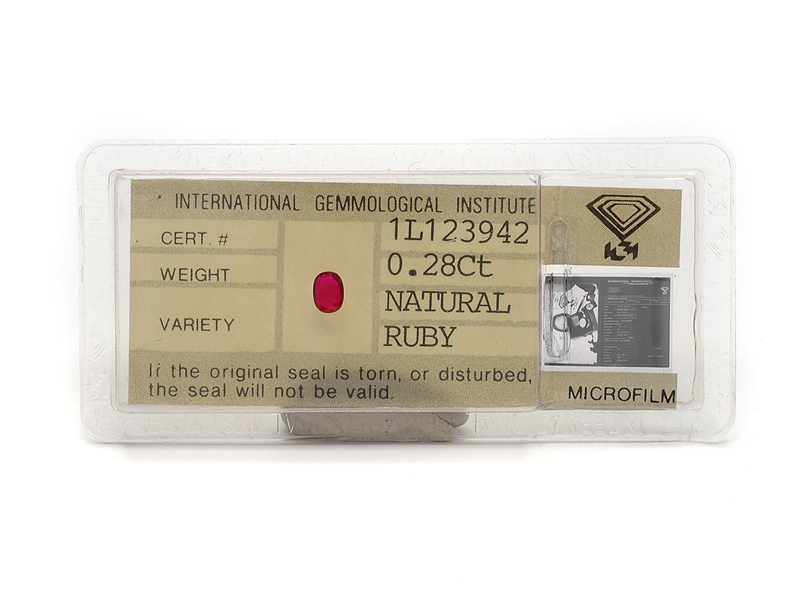 INTERNATIONAL GEMMOLOGICAL INSTITUTE
CERT. # 1L123942
WEIGHT 0.28Ct
VARIETY NATURAL RUBY
If the original seal is torn, or disturbed,
the seal will not be valid.
MICROFILM